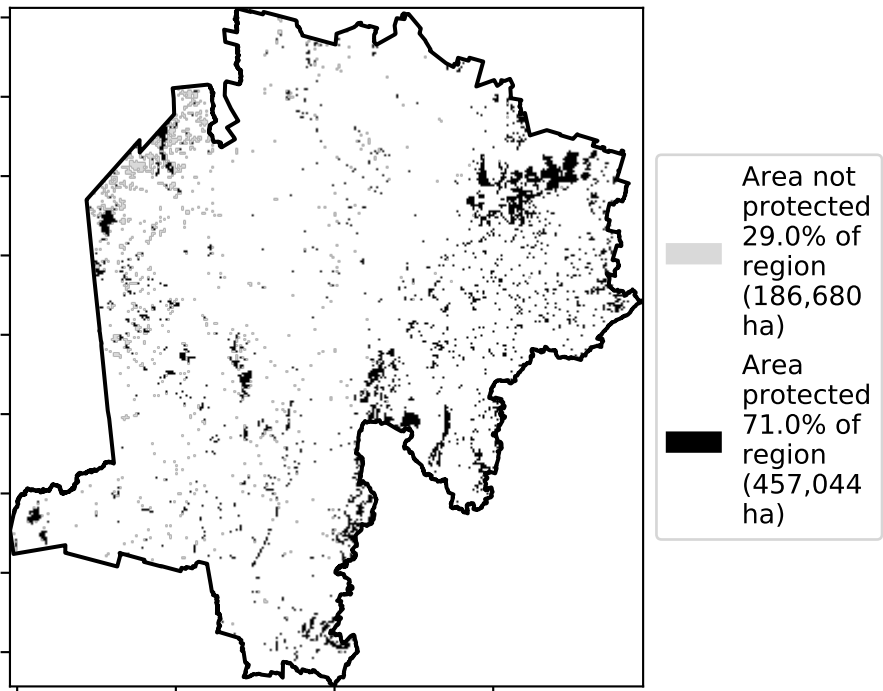 Area not
protected
29.0% of
region
(186,680
ha)
Area
protected
71.0% of
region
(457,044
ha)